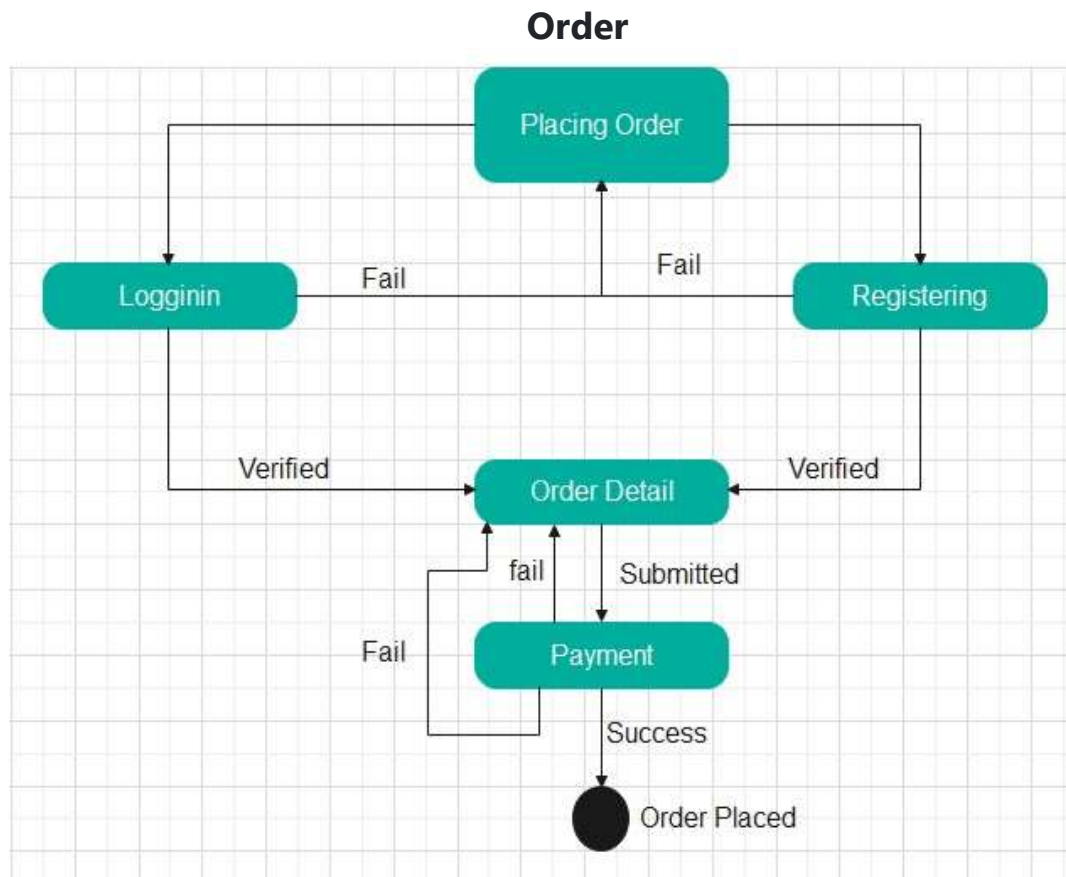 Order
Placing Order
Fail
Fail
Logginin
Registering
Verified
Verified
Order Detail
fail
Submitted
Fail
Payment
Success
Order Placed